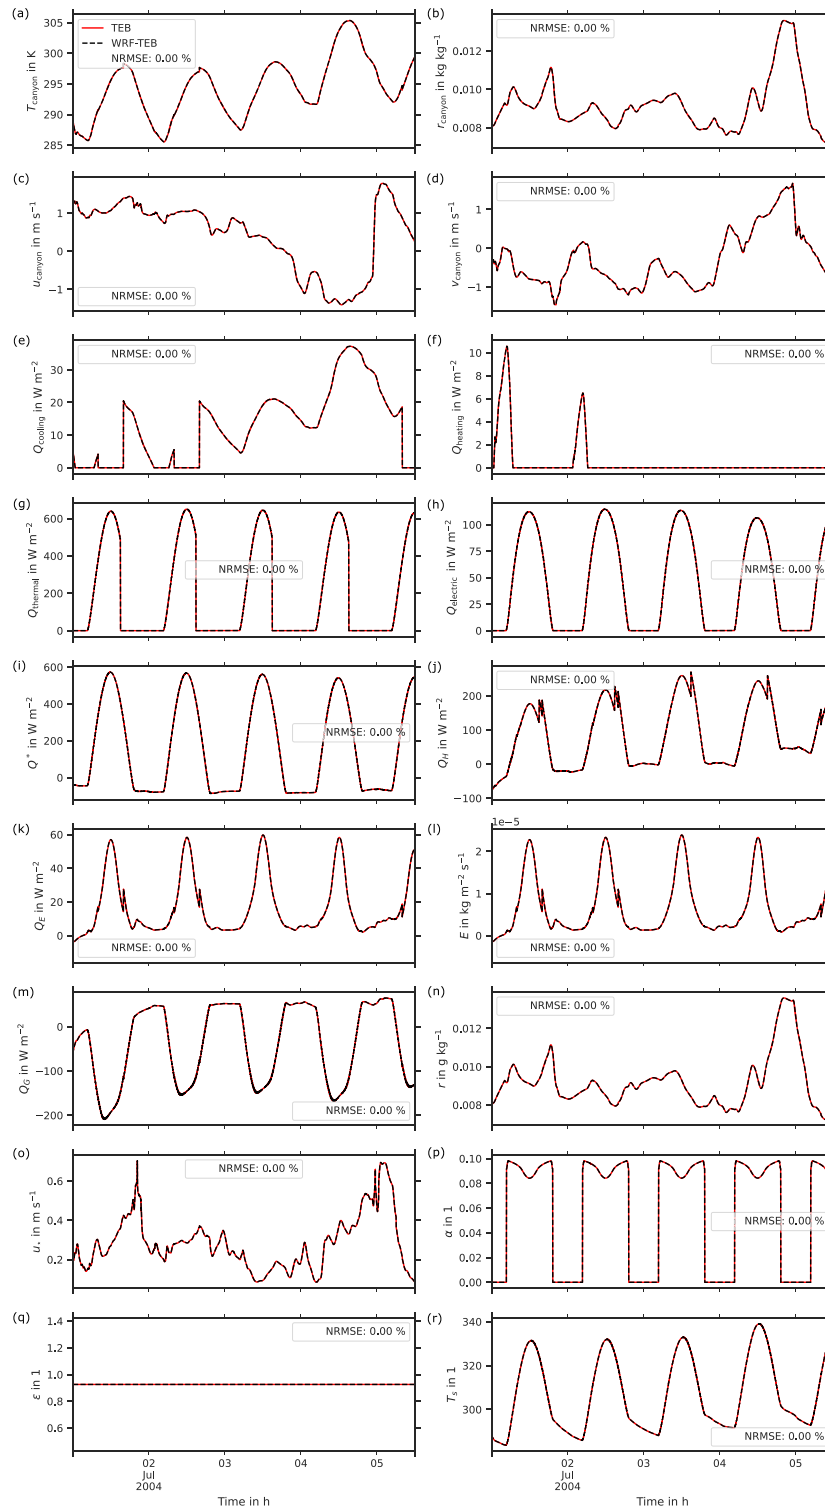 (a)
305
300
295
290
285
T_canyon in K
TEB
WRF-TEB
NRMSE: 0.00 %
(b)
0.012
0.010
0.008
r_canyon in kg kg⁻¹
NRMSE: 0.00 %
(c)
1
0
−1
u_canyon in m s⁻¹
NRMSE: 0.00 %
(d)
1
0
−1
v_canyon in m s⁻¹
NRMSE: 0.00 %
(e)
30
20
10
0
Q_cooling in W m⁻²
NRMSE: 0.00 %
(f)
10
8
6
4
2
0
Q_heating in W m⁻²
NRMSE: 0.00 %
(g)
600
400
200
0
Q_thermal in W m⁻²
NRMSE: 0.00 %
(h)
100
75
50
25
0
Q_electric in W m⁻²
NRMSE: 0.00 %
(i)
400
200
0
Q* in W m⁻²
NRMSE: 0.00 %
(j)
200
100
0
−100
Q_H in W m⁻²
NRMSE: 0.00 %
(k)
60
40
20
0
Q_E in W m⁻²
NRMSE: 0.00 %
(l)
1e−5
2
1
0
E in kg m⁻² s⁻¹
NRMSE: 0.00 %
(m)
0
−100
−200
Q_G in W m⁻²
NRMSE: 0.00 %
(n)
0.012
0.010
0.008
r in g kg⁻¹
NRMSE: 0.00 %
(o)
0.6
0.4
0.2
u⋆ in m s⁻¹
NRMSE: 0.00 %
(p)
0.10
0.08
0.06
0.04
0.02
0.00
α in 1
NRMSE: 0.00 %
(q)
1.4
1.2
1.0
0.8
0.6
ε in 1
NRMSE: 0.00 %
(r)
340
320
300
T_s in 1
NRMSE: 0.00 %
02
03
04
05
Jul
2004
Time in h
02
03
04
05
Jul
2004
Time in h